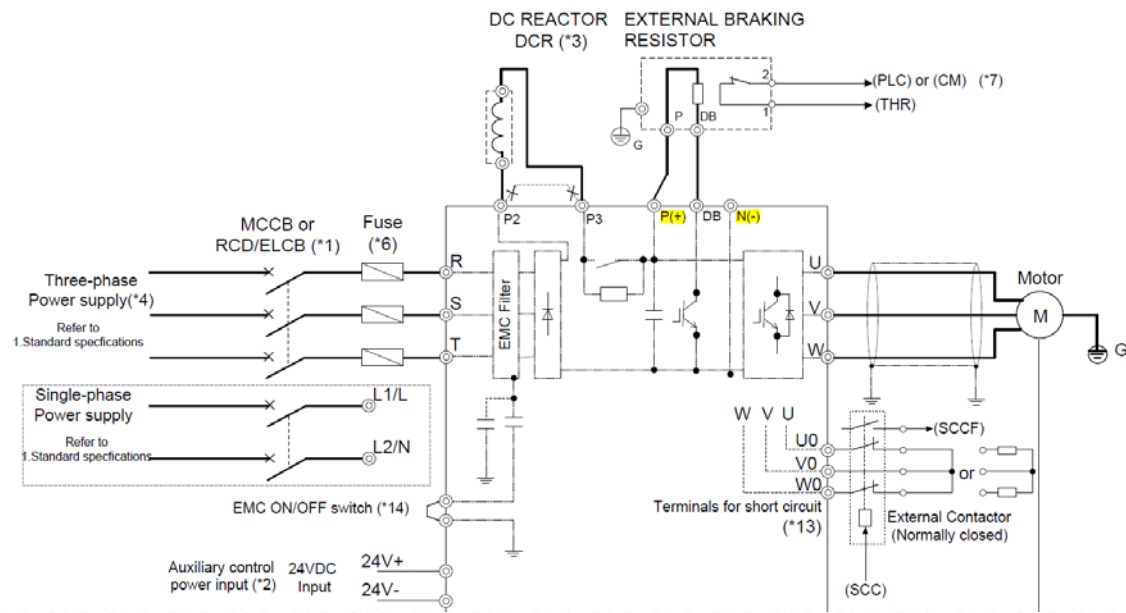 DC REACTOR
DCR (*3)
EXTERNAL BRAKING
RESISTOR
2
(PLC) or (CM) (*7)
P
DB
1
(THR)
G
P2
P3
P(+)
DB
N(-)
MCCB or
RCD/ELCB (*1)
Fuse
(*6)
R
U
Motor
Three-phase
Power supply(*4)
S
EMC Filter
V
M
Refer to
1.Standard specfications
T
W
G
Single-phase
Power supply
L1/L
W V U
(SCCF)
Refer to
1.Standard specfications
L2/N
U0
V0
or
W0
EMC ON/OFF switch (*14)
Terminals for short circuit
(*13)
External Contactor
(Normally closed)
Auxiliary control
power input (*2)
24VDC
Input
24V+
24V-
(SCC)